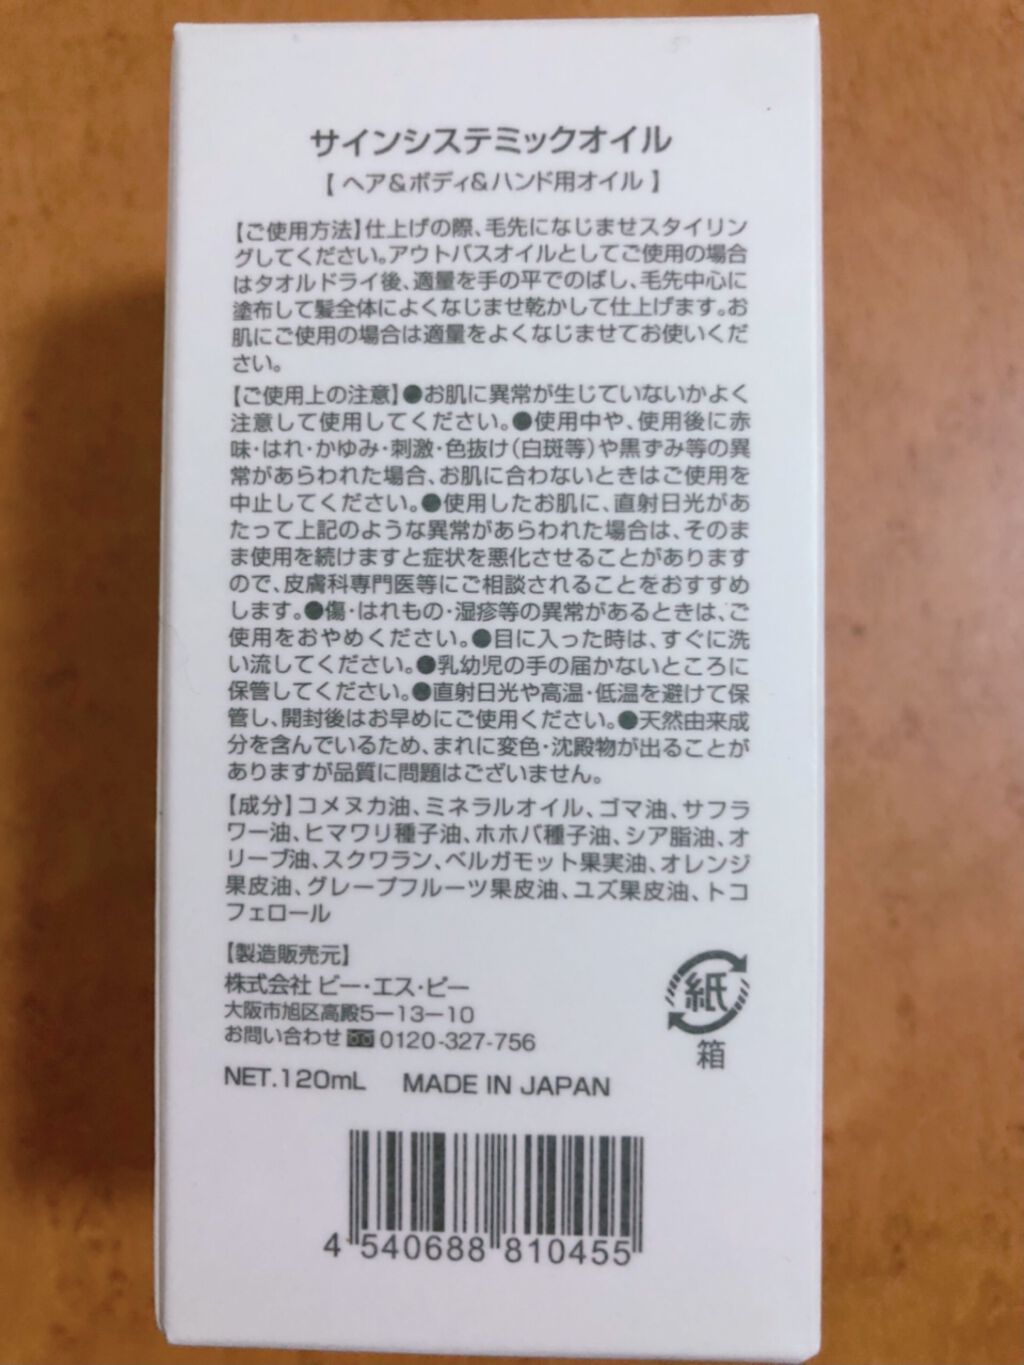 サインシステミックオイル
【 ヘア&ボディ&ハンド用オイル 】
【ご使用方法】仕上げの際、毛先になじませスタイリン
グしてください。アウトバスオイルとしてご使用の場合
はタオルドライ後、適量を手の平でのばし、毛先中心に
塗布して髪全体によくなじませ乾かして仕上げます。お
肌にご使用の場合は適量をよくなじませてお使いくだ
さい。
【ご使用上の注意】●お肌に異常が生じていないかよく
注意して使用してください。●使用中や、使用後に赤
味・はれ・かゆみ・刺激・色抜け(白斑等)や黒ずみ等の異
常があらわれた場合、お肌に合わないときはご使用を
中止してください。●使用したお肌に、直射日光があ
たって上記のような異常があらわれた場合は、そのま
ま使用を続けますと症状を悪化させることがあります
ので、皮膚科専門医等にご相談されることをおすすめ
します。●傷・はれもの・湿疹等の異常があるときは、ご
使用をおやめください。●目に入った時は、すぐに洗
い流してください。●乳幼児の手の届かないところに
保管してください。●直射日光や高温・低温を避けて保
管し、開封後はお早めにご使用ください。●天然由来成
分を含んでいるため、まれに変色・沈殿物が出ることが
ありますが品質に問題はございません。
【成分】コメヌカ油、ミネラルオイル、ゴマ油、サフラ
ワー油、ヒマワリ種子油、ホホバ種子油、シア脂油、オ
リーブ油、スクワラン、ベルガモット果実油、オレンジ
果皮油、グレープフルーツ果皮油、ユズ果皮油、トコ
フェロール
【製造販売元】
株式会社 ビー・エス・ビー
大阪市旭区高殿5-13-10
お問い合わせ 0120-327-756
紙
箱
NET.120mL MADE IN JAPAN
4 540688 810455